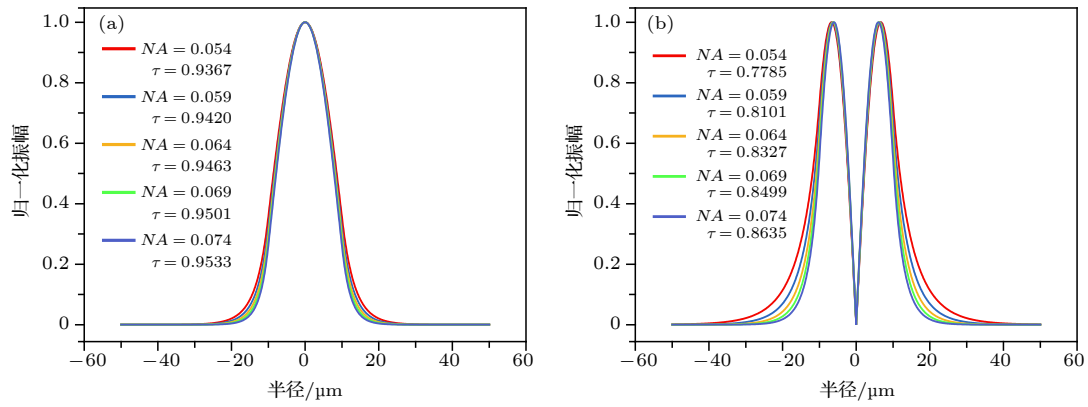 (a)
NA = 0.054
τ = 0.9367
NA = 0.059
τ = 0.9420
NA = 0.064
τ = 0.9463
NA = 0.069
τ = 0.9501
NA = 0.074
τ = 0.9533
归一化振幅
1.0
0.8
0.6
0.4
0.2
0
−60
−40
−20
0
20
40
60
半径/µm
(b)
NA = 0.054
τ = 0.7785
NA = 0.059
τ = 0.8101
NA = 0.064
τ = 0.8327
NA = 0.069
τ = 0.8499
NA = 0.074
τ = 0.8635
归一化振幅
1.0
0.8
0.6
0.4
0.2
0
−60
−40
−20
0
20
40
60
半径/µm